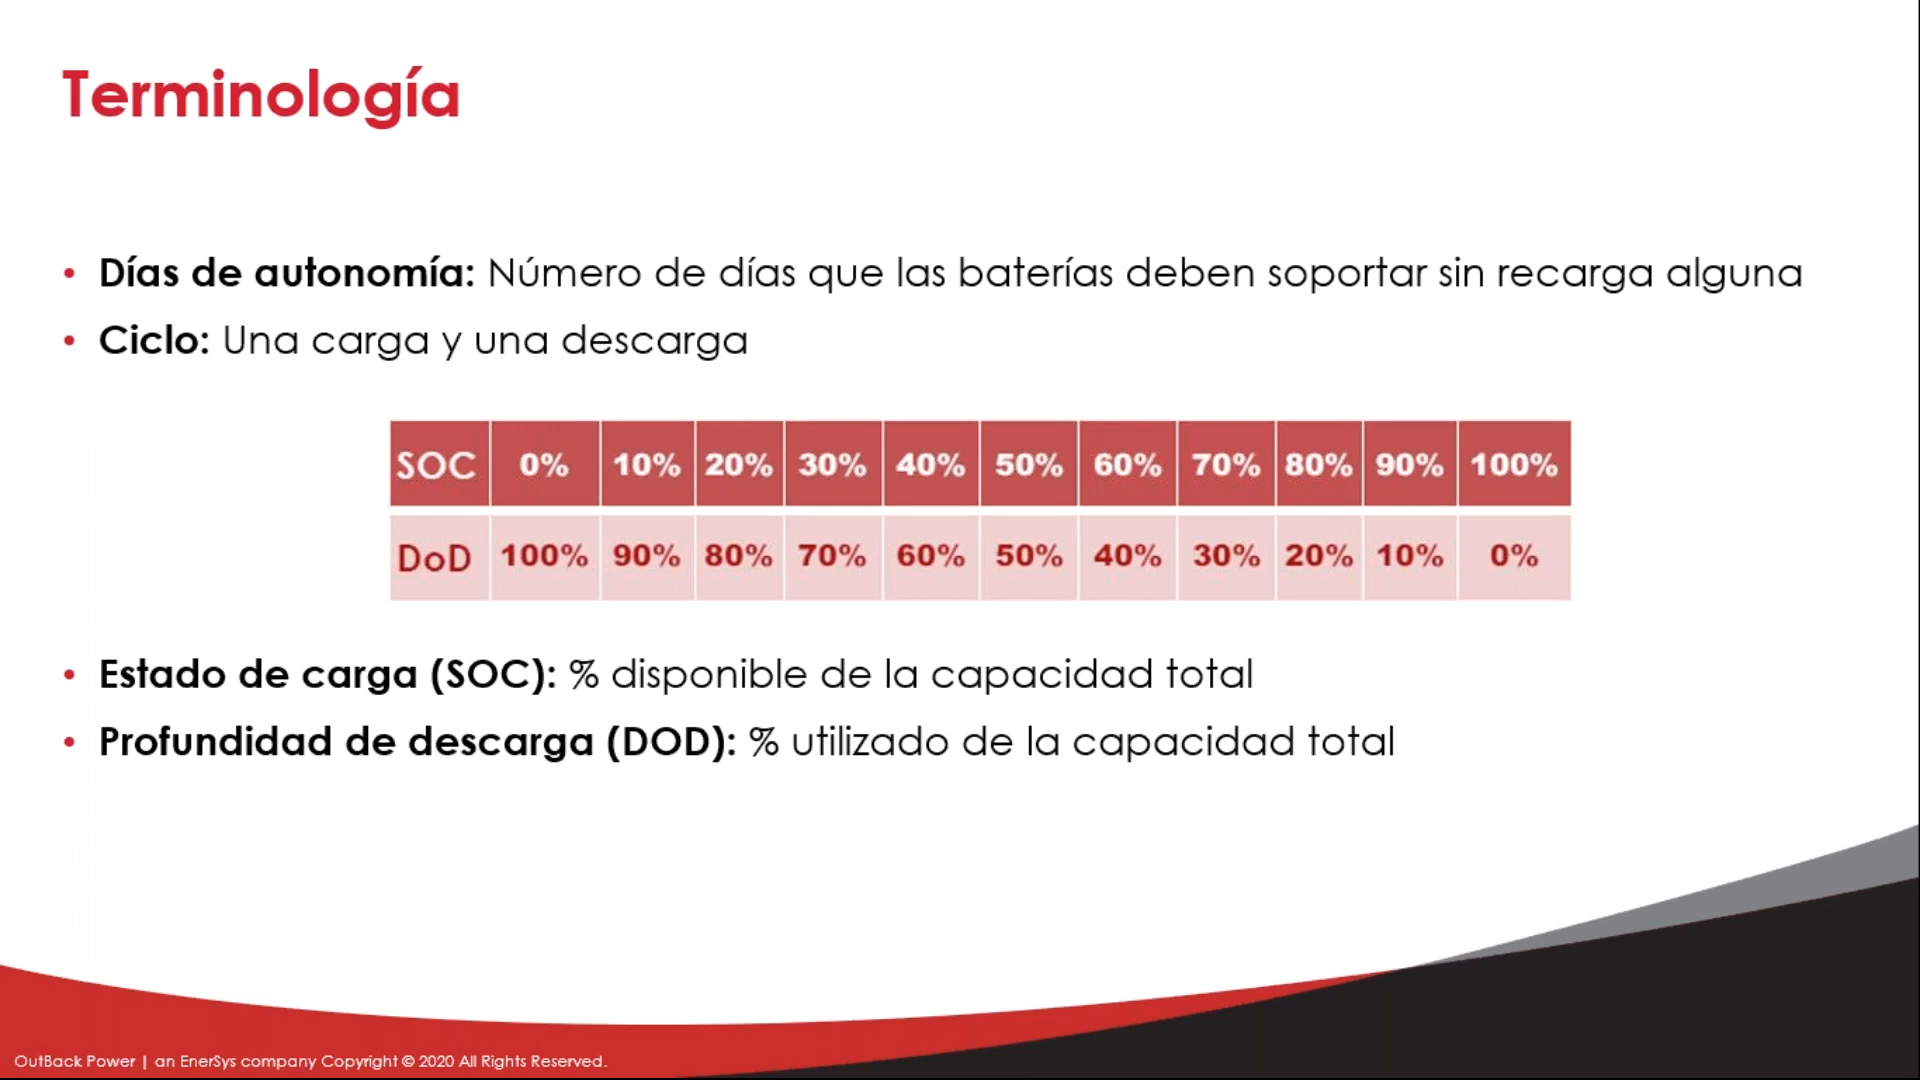 Terminología
• Días de autonomía: Número de días que las baterías deben soportar sin recarga alguna
• Ciclo: Una carga y una descarga
SOC 0% 10% 20% 30% 40% 50% 60% 70% 80% 90% 100%
DoD 100% 90% 80% 70% 60% 50% 40% 30% 20% 10% 0%
• Estado de carga (SOC): % disponible de la capacidad total
• Profundidad de descarga (DOD): % utilizado de la capacidad total
OutBack Power | an EnerSys company Copyright © 2020 All Rights Reserved.